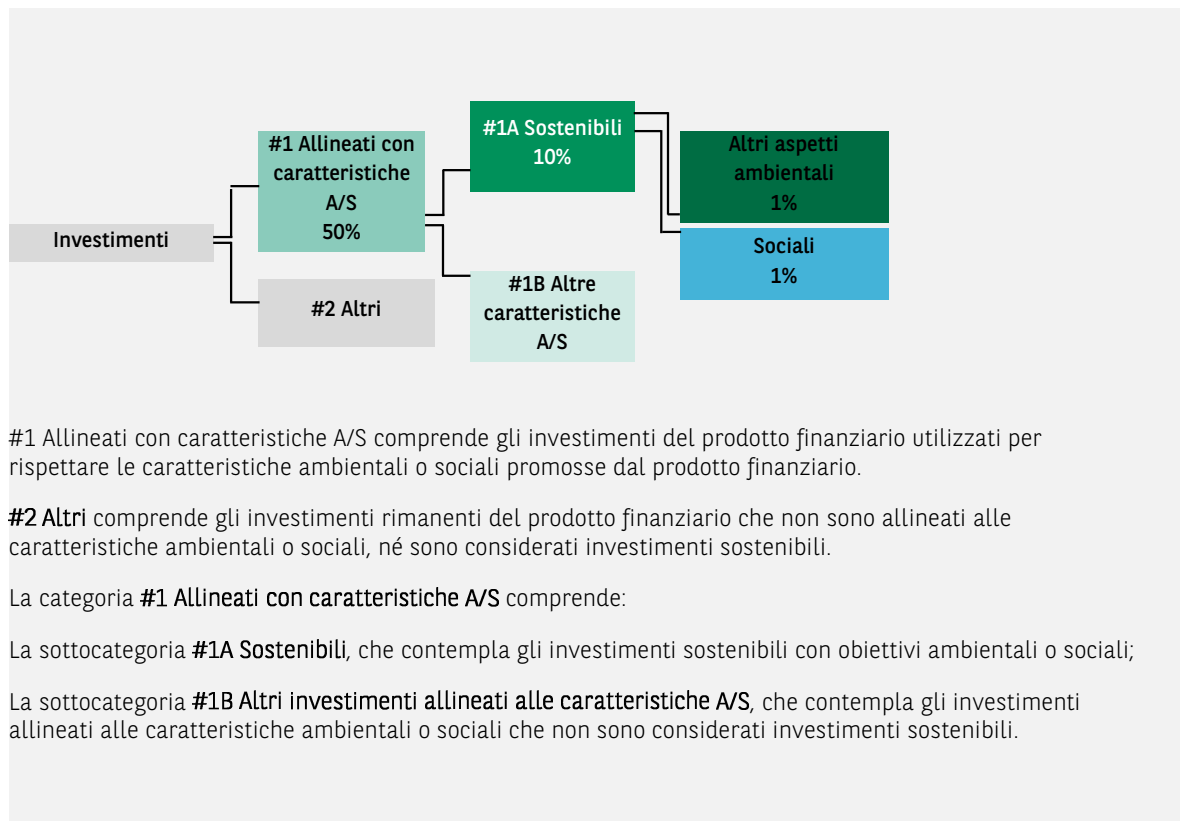 #1A Sostenibili
10%
#1 Allineati con
caratteristiche
A/S
50%
Altri aspetti
ambientali
1%
Investimenti
Sociali
1%
#2 Altri
#1B Altre
caratteristiche
A/S
#1 Allineati con caratteristiche A/S comprende gli investimenti del prodotto finanziario utilizzati per
rispettare le caratteristiche ambientali o sociali promosse dal prodotto finanziario.
#2 Altri comprende gli investimenti rimanenti del prodotto finanziario che non sono allineati alle
caratteristiche ambientali o sociali, né sono considerati investimenti sostenibili.
La categoria #1 Allineati con caratteristiche A/S comprende:
La sottocategoria #1A Sostenibili, che contempla gli investimenti sostenibili con obiettivi ambientali o sociali;
La sottocategoria #1B Altri investimenti allineati alle caratteristiche A/S, che contempla gli investimenti
allineati alle caratteristiche ambientali o sociali che non sono considerati investimenti sostenibili.